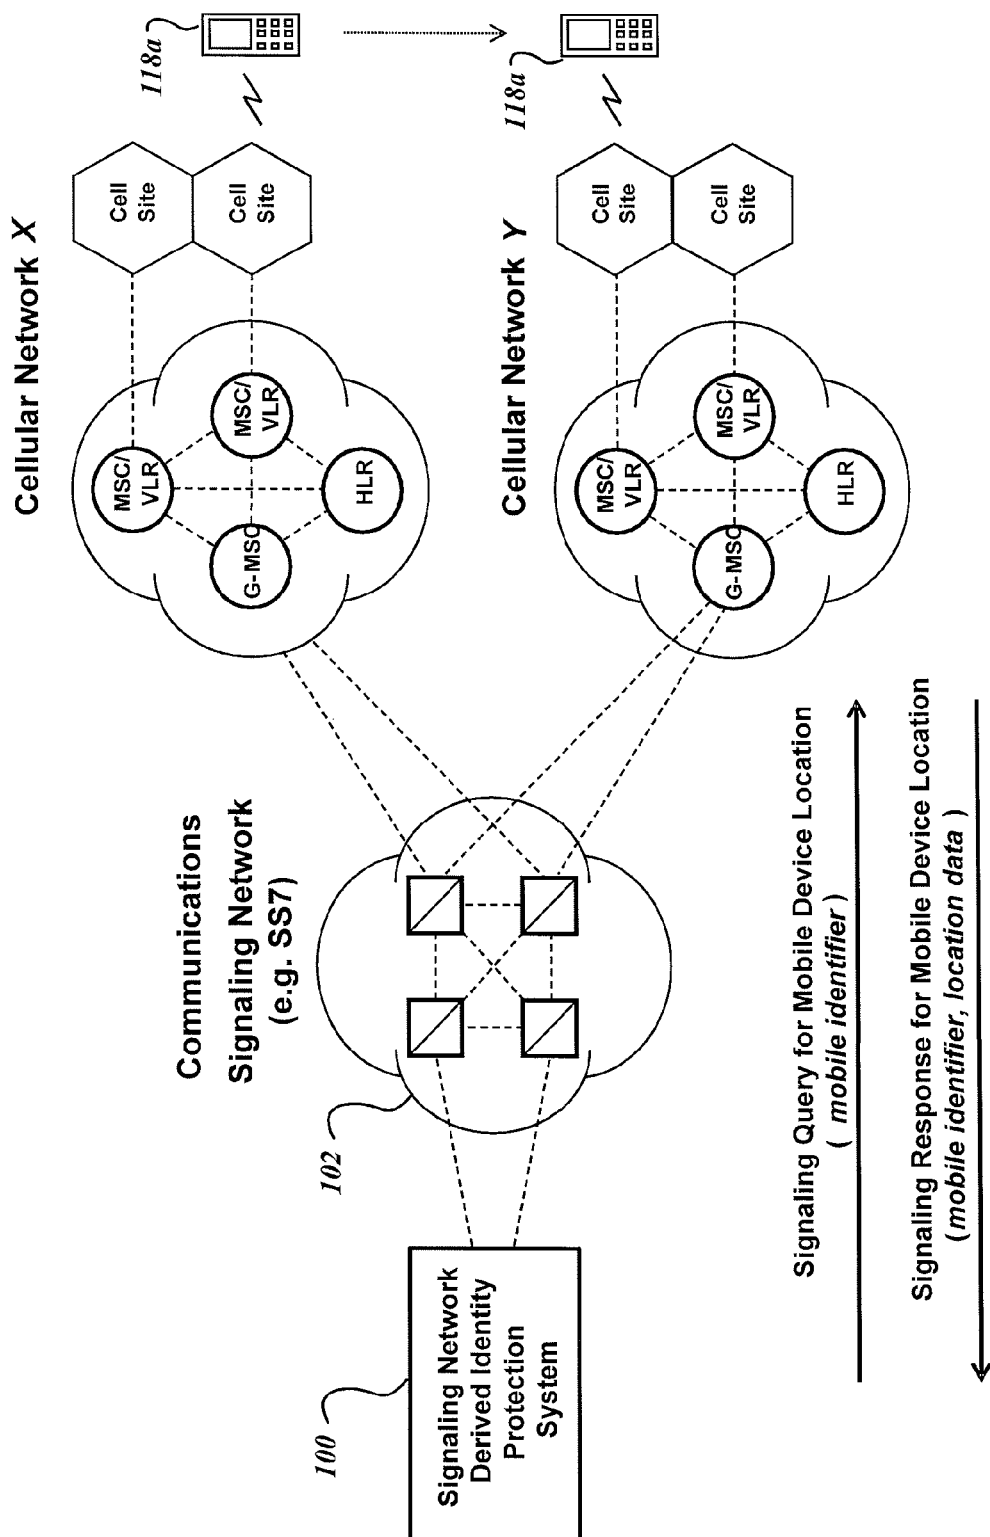 Cellular Network X
118a
Cell
Site
Cell
Site
MSC/
VLR
MSC/
VLR
G-MSC
HLR
Communications
Signaling Network
(e.g. SS7)
102
100
Signaling Network
Derived Identity
Protection
System
Cellular Network Y
118a
Cell
Site
Cell
Site
MSC/
VLR
MSC/
VLR
G-MSC
HLR
Signaling Query for Mobile Device Location
( mobile identifier )
Signaling Response for Mobile Device Location
(mobile identifier, location data )